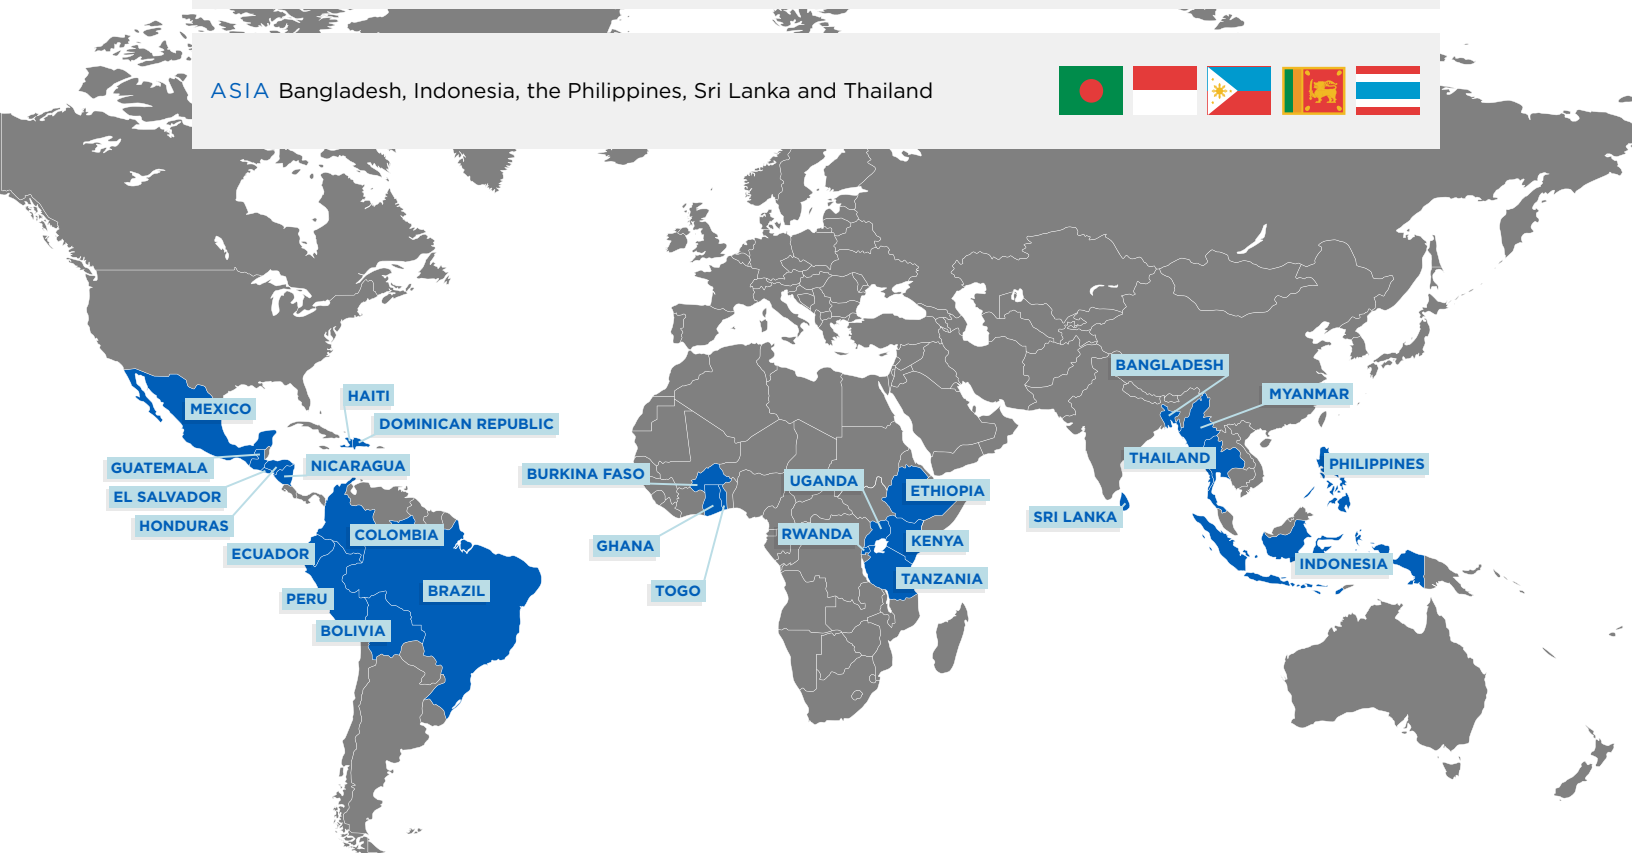 ASIA Bangladesh, Indonesia, the Philippines, Sri Lanka and Thailand
BANGLADESH
MYANMAR
HAITI
MEXICO
DOMINICAN REPUBLIC
GUATEMALA
NICARAGUA
THAILAND
PHILIPPINES
BURKINA FASO
UGANDA
ETHIOPIA
EL SALVADOR
SRI LANKA
HONDURAS
COLOMBIA
RWANDA
KENYA
GHANA
ECUADOR
INDONESIA
TANZANIA
TOGO
BRAZIL
PERU
BOLIVIA